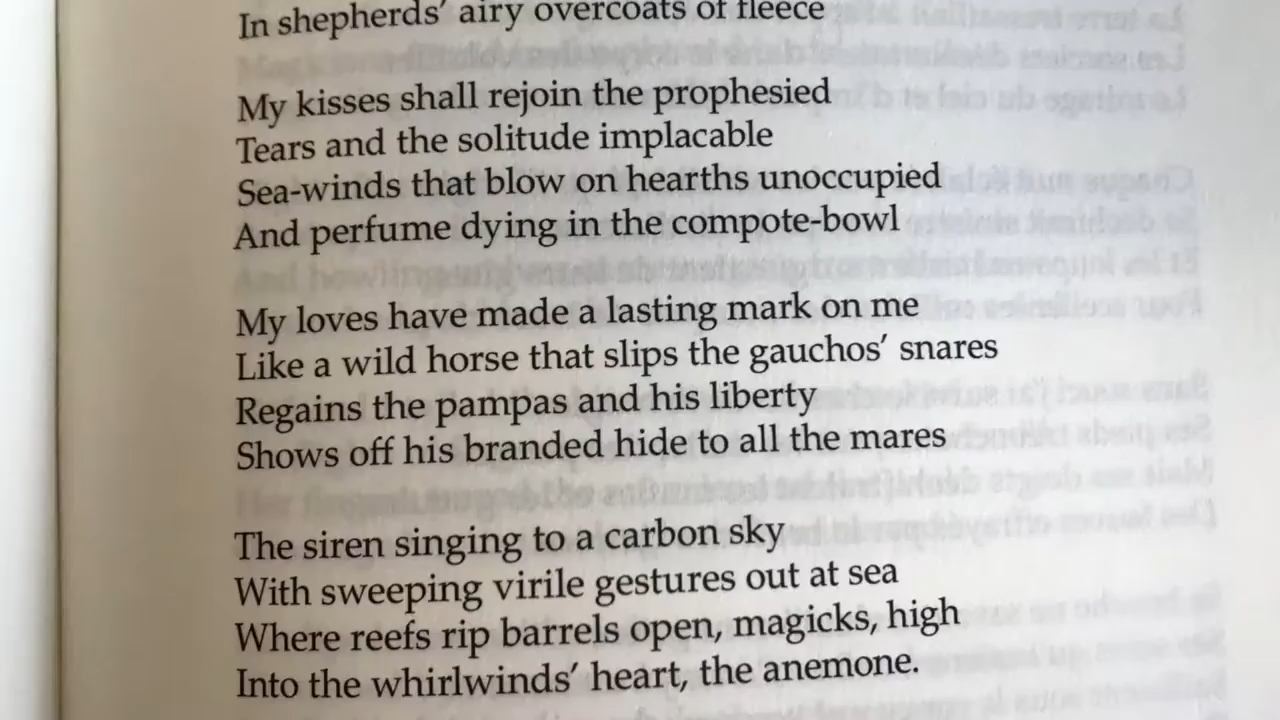 In shepherds' airy overcoats of fleece
My kisses shall rejoin the prophesied
Tears and the solitude implacable
Sea-winds that blow on hearths unoccupied
And perfume dying in the compote-bowl
My loves have made a lasting mark on me
Like a wild horse that slips the gauchos' snares
Regains the pampas and his liberty
Shows off his branded hide to all the mares
The siren singing to a carbon sky
With sweeping virile gestures out at sea
Where reefs rip barrels open, magicks, high
Into the whirlwinds' heart, the anemone.